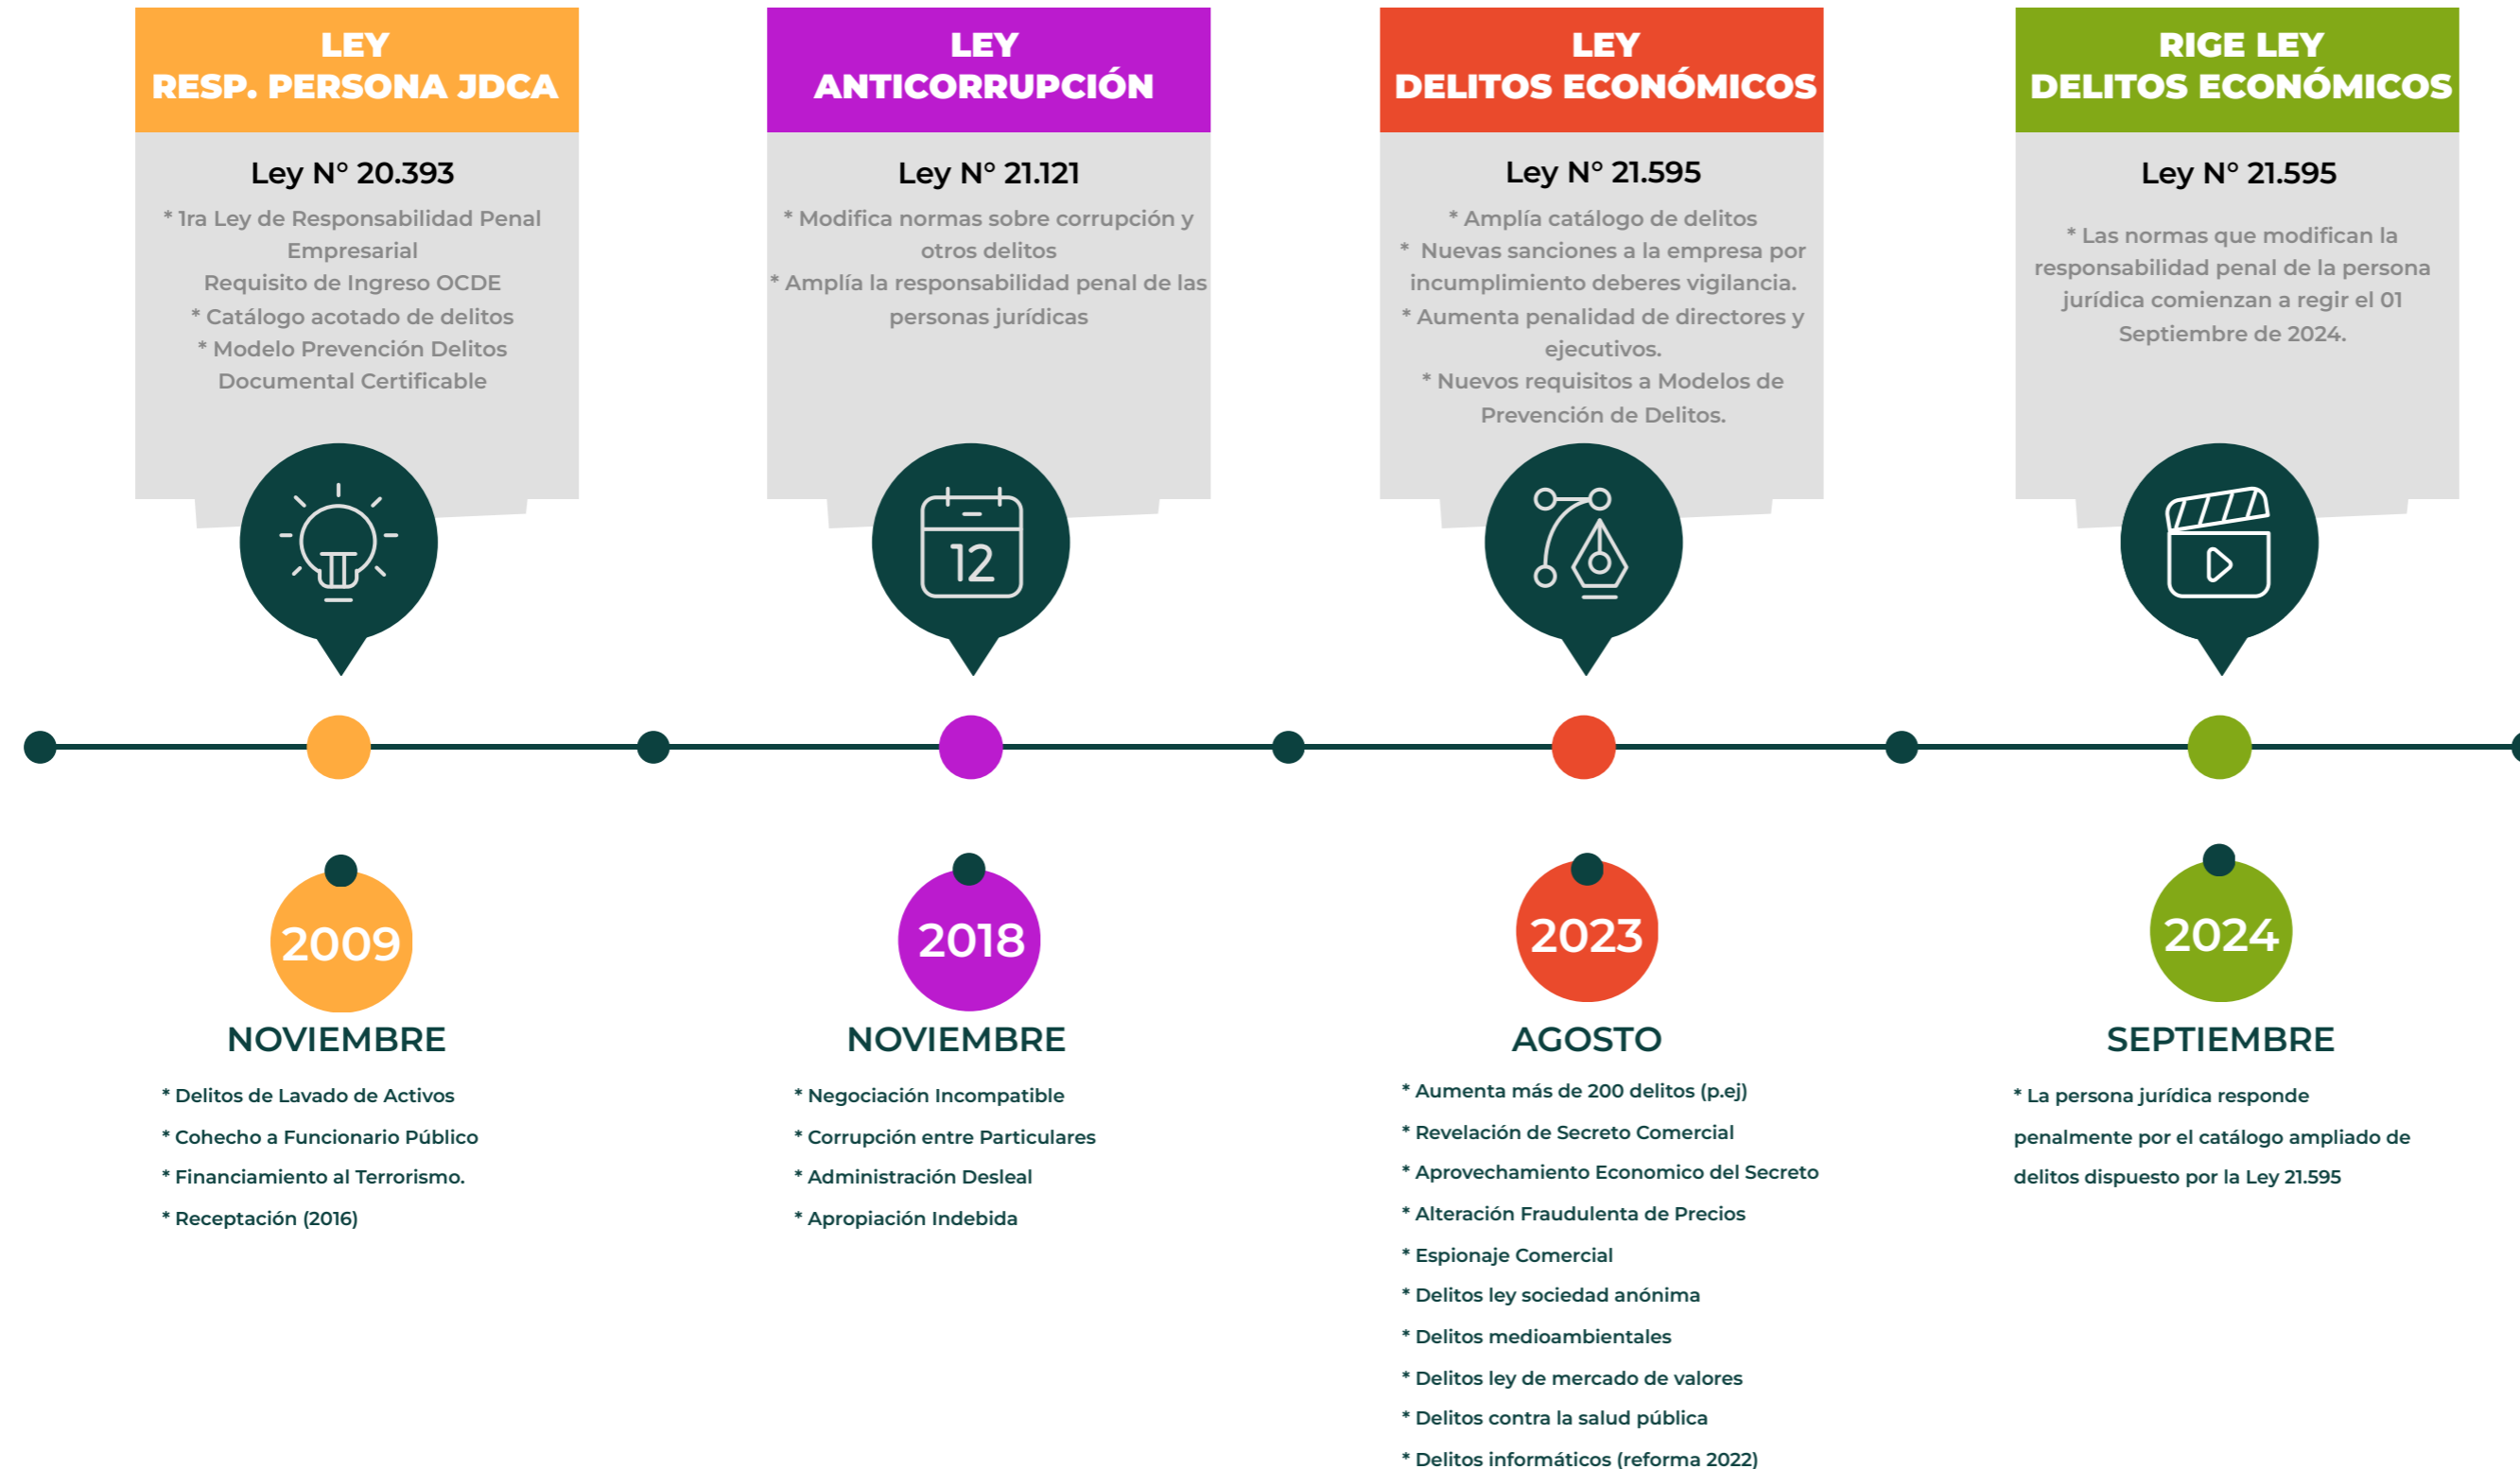 LEY
RESP. PERSONA JDCA
Ley N° 20.393
* 1ra Ley de Responsabilidad Penal
Empresarial
Requisito de Ingreso OCDE
* Catálogo acotado de delitos
* Modelo Prevención Delitos
Documental Certificable
LEY
ANTICORRUPCIÓN
Ley N° 21.121
* Modifica normas sobre corrupción y
otros delitos
* Amplía la responsabilidad penal de las
personas jurídicas
12
LEY
DELITOS ECONÓMICOS
Ley N° 21.595
* Amplía catálogo de delitos
* Nuevas sanciones a la empresa por
incumplimiento deberes vigilancia.
* Aumenta penalidad de directores y
ejecutivos.
* Nuevos requisitos a Modelos de
Prevención de Delitos.
RIGE LEY
DELITOS ECONÓMICOS
Ley N° 21.595
* Las normas que modifican la
responsabilidad penal de la persona
jurídica comienzan a regir el 01
Septiembre de 2024.
2009
NOVIEMBRE
* Delitos de Lavado de Activos
* Cohecho a Funcionario Público
* Financiamiento al Terrorismo.
* Receptación (2016)
2018
NOVIEMBRE
* Negociación Incompatible
* Corrupción entre Particulares
* Administración Desleal
* Apropiación Indebida
2023
AGOSTO
* Aumenta más de 200 delitos (p.ej)
* Revelación de Secreto Comercial
* Aprovechamiento Economico del Secreto
* Alteración Fraudulenta de Precios
* Espionaje Comercial
* Delitos ley sociedad anónima
* Delitos medioambientales
* Delitos ley de mercado de valores
* Delitos contra la salud pública
* Delitos informáticos (reforma 2022)
2024
SEPTIEMBRE
* La persona jurídica responde
penalmente por el catálogo ampliado de
delitos dispuesto por la Ley 21.595